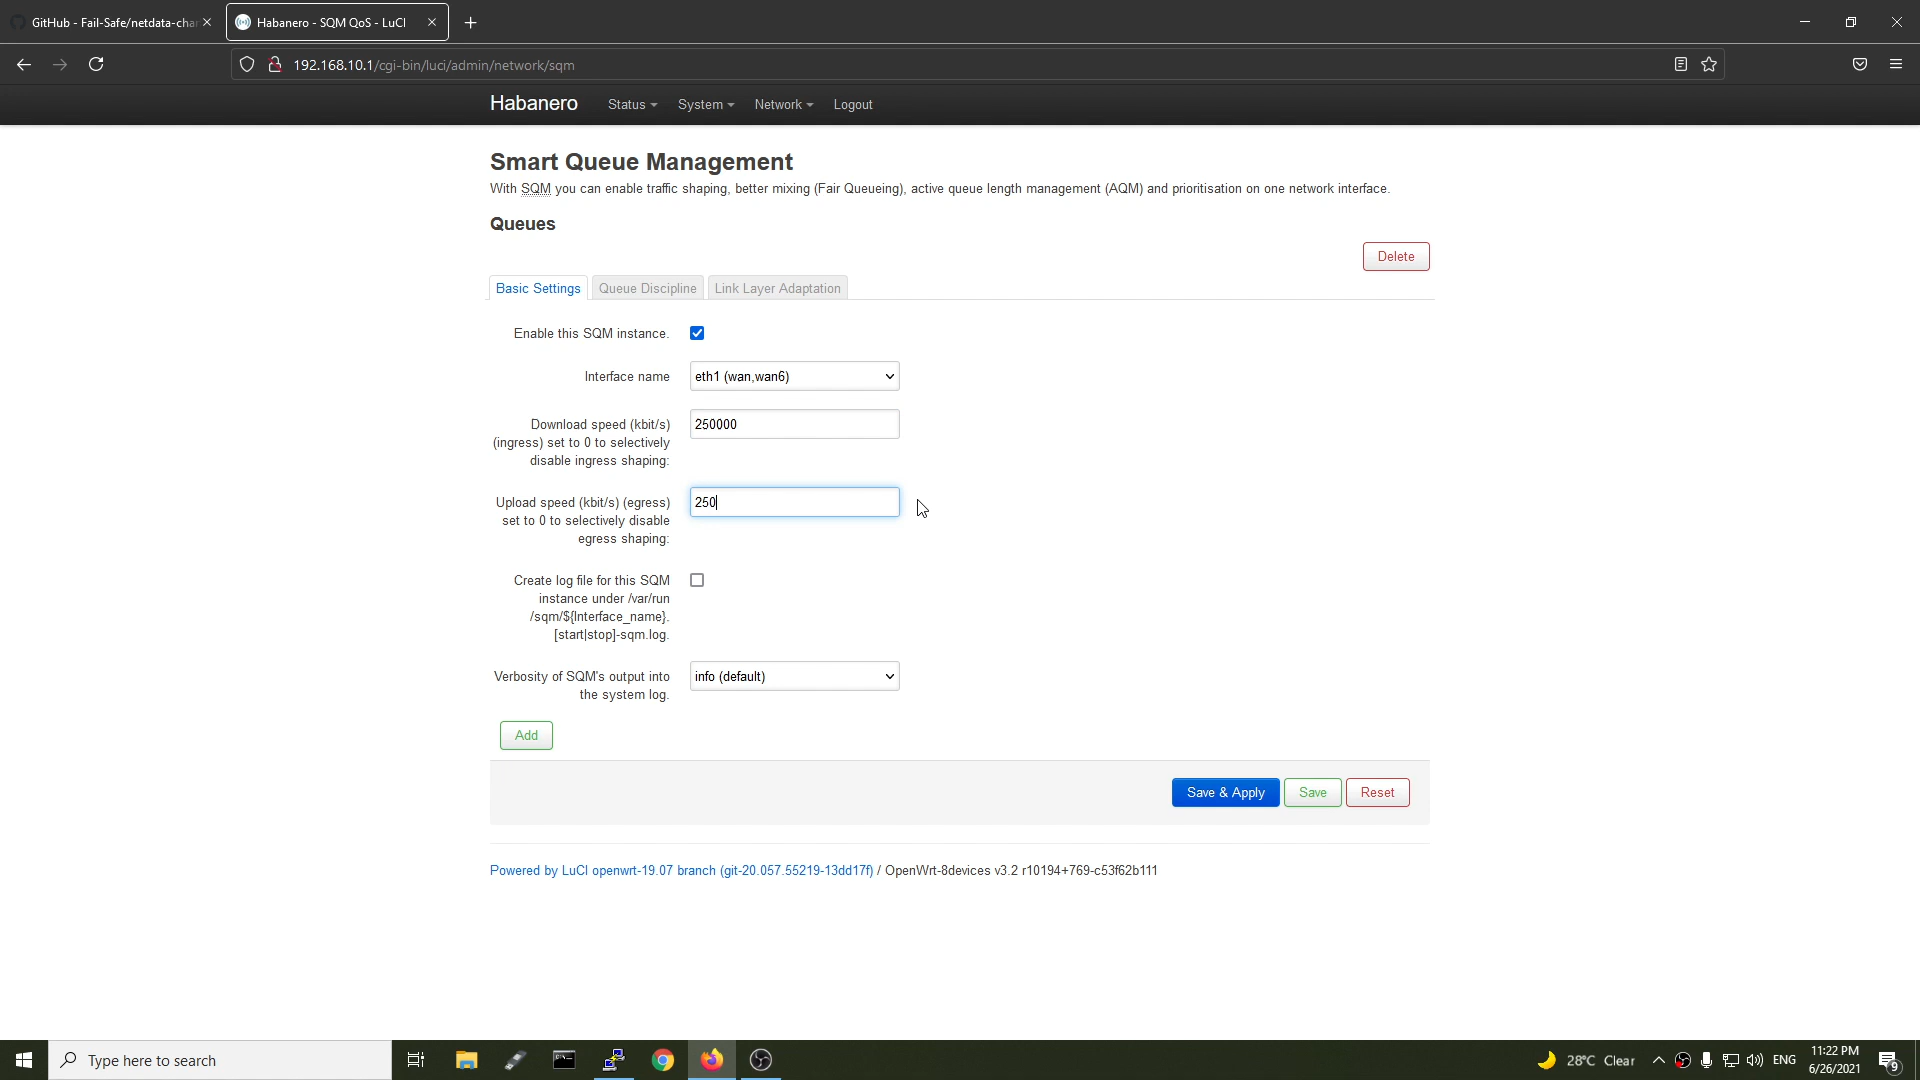 GitHub - Fail-Safe/netdata-char
Habanero - SQM QoS - LuCI
192.168.10.1/cgi-bin/luci/admin/network/sqm
Habanero Status System Network Logout
Smart Queue Management
With SQM you can enable traffic shaping, better mixing (Fair Queueing), active queue length management (AQM) and prioritisation on one network interface.
Queues
Delete
Basic Settings Queue Discipline Link Layer Adaptation
Enable this SQM instance.
Interface name eth1 (wan,wan6)
Download speed (kbit/s) 250000
(ingress) set to 0 to selectively
disable ingress shaping:
Upload speed (kbit/s) (egress) 250
set to 0 to selectively disable
egress shaping:
Create log file for this SQM
instance under /var/run
/sqm/${Interface_name}.
[start|stop]-sqm.log.
Verbosity of SQM's output into info (default)
the system log.
Add
Save & Apply Save Reset
Powered by LuCI openwrt-19.07 branch (git-20.057.55219-13dd17f) / OpenWrt-8devices v3.2 r10194+769-c53f62b111
Type here to search
28°C Clear
ENG
11:22 PM
6/26/2021
9